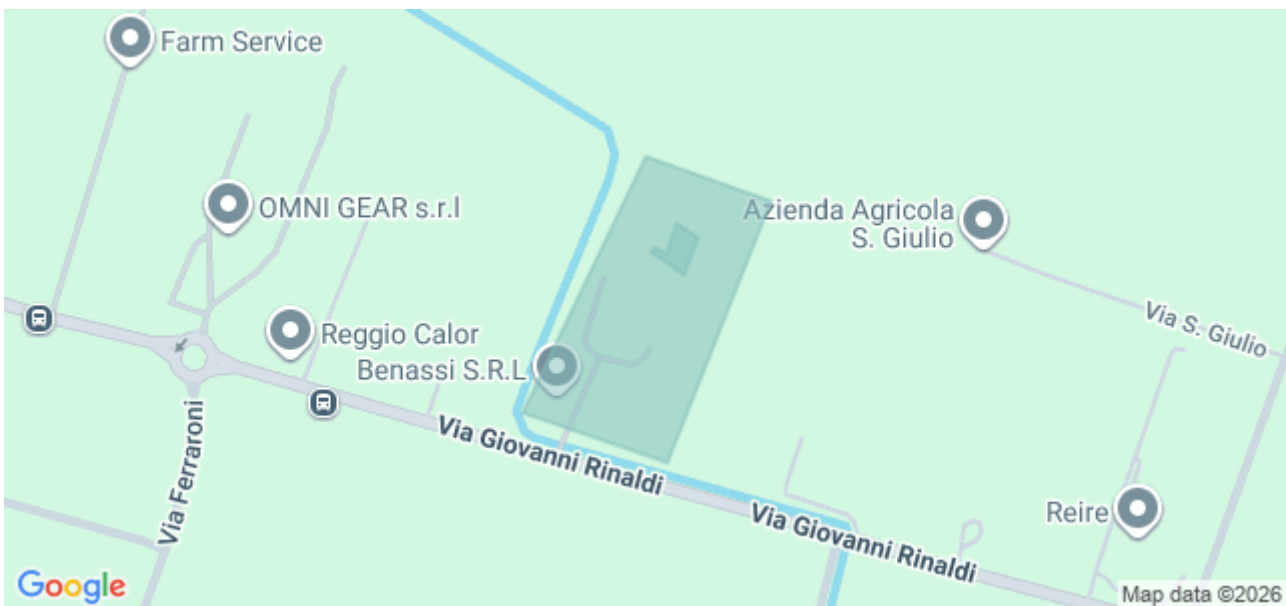 Farm Service
OMNI GEAR s.r.l
Azienda Agricola
S. Giulio
Via S. Giulio
Reggio Calor
Benassi S.R.L
Via Ferraroni
Via Giovanni Rinaldi
Via Giovanni Rinaldi
Reire
Google
Map data ©2026